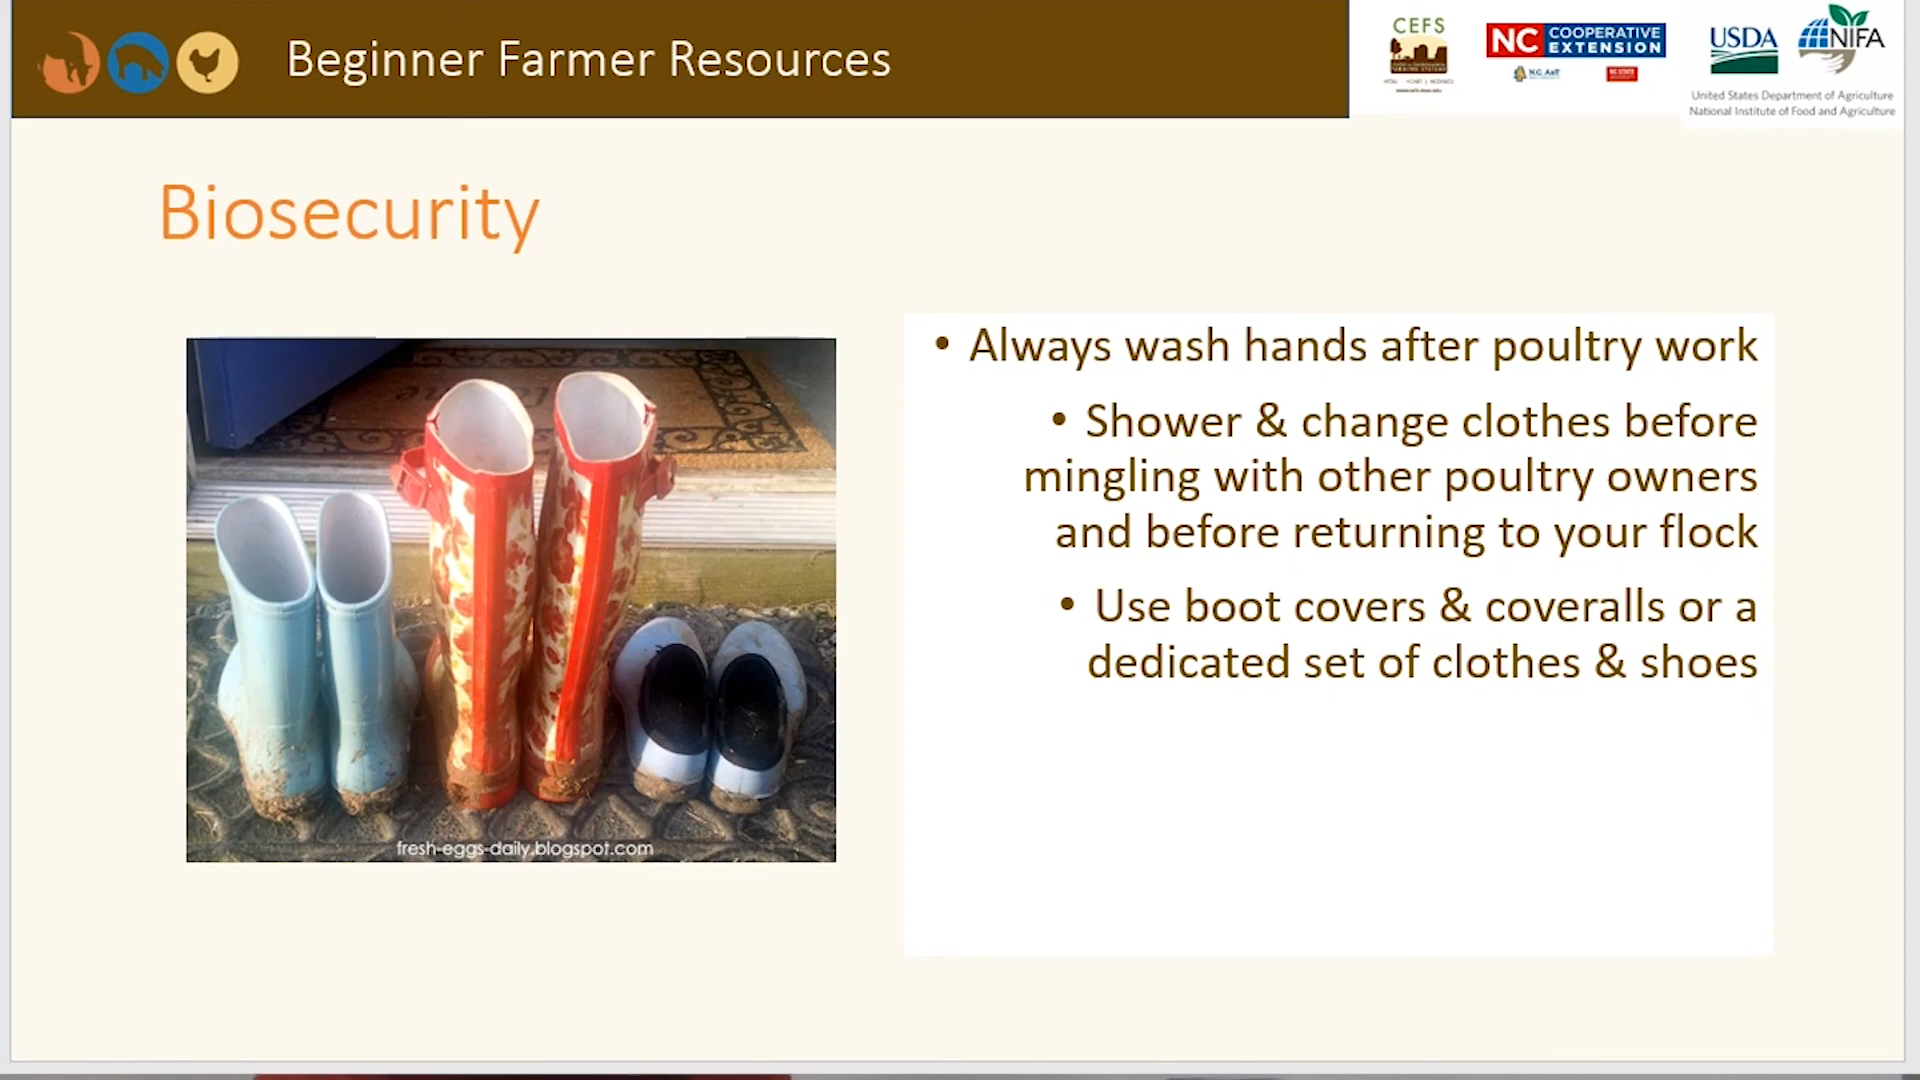 Beginner Farmer Resources
CEFS
NC COOPERATIVE
EXTENSION
N.C. A&T
NC STATE
USDA
NIFA
United States Department of Agriculture
National Institute of Food and Agriculture
Biosecurity
• Always wash hands after poultry work
• Shower & change clothes before
mingling with other poultry owners
and before returning to your flock
• Use boot covers & coveralls or a
dedicated set of clothes & shoes
fresh-eggs-daily.blogspot.com